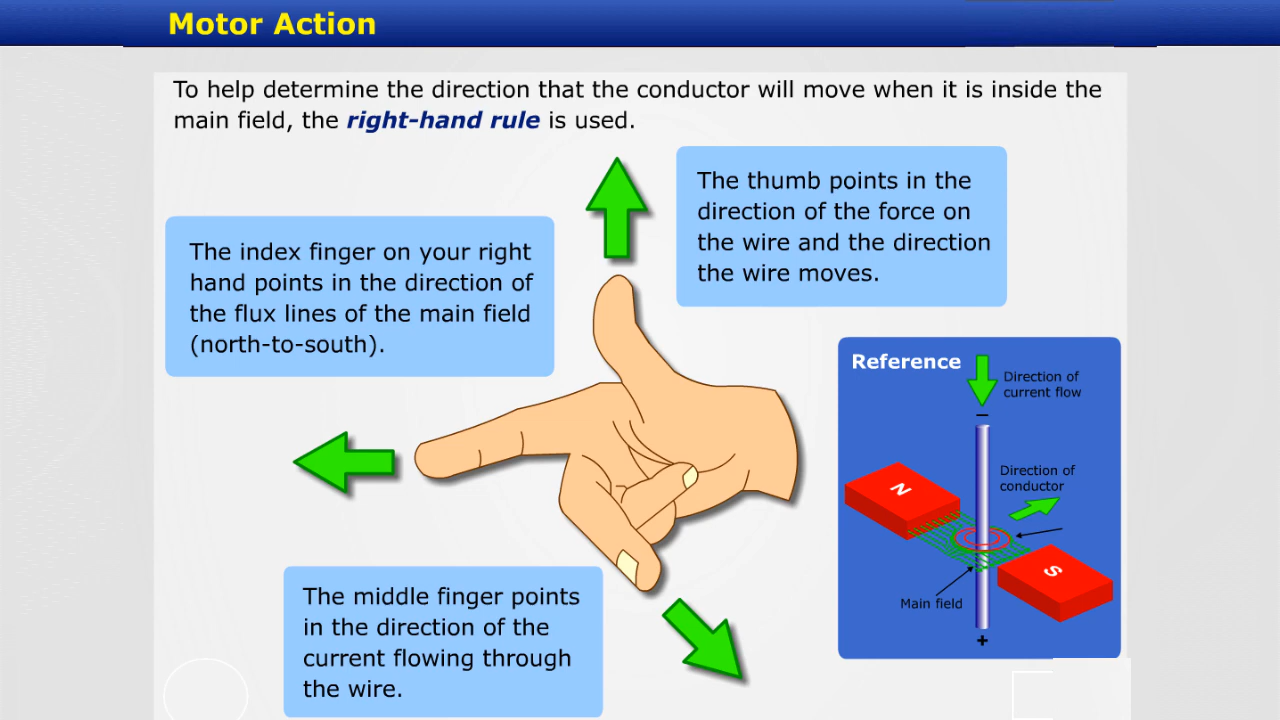 Motor Action
To help determine the direction that the conductor will move when it is inside the
main field, the right-hand rule is used.
The thumb points in the
direction of the force on
the wire and the direction
the wire moves.
The index finger on your right
hand points in the direction of
the flux lines of the main field
(north-to-south).
Reference
Direction of
current flow
−
Direction of
conductor
N
S
Main field
+
The middle finger points
in the direction of the
current flowing through
the wire.